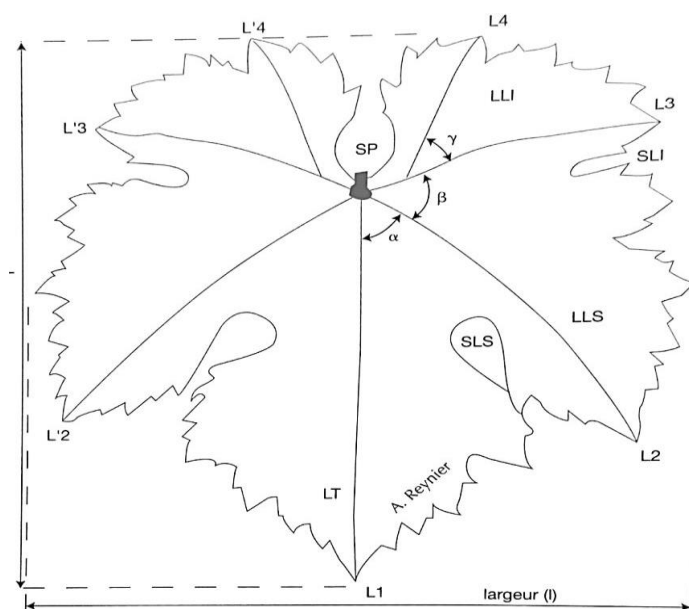 L'4
L4
LLI
L'3
L3
SP
γ
SLI
β
α
LLS
SLS
L'2
L2
LT
A. Reynier
L1
largeur (l)